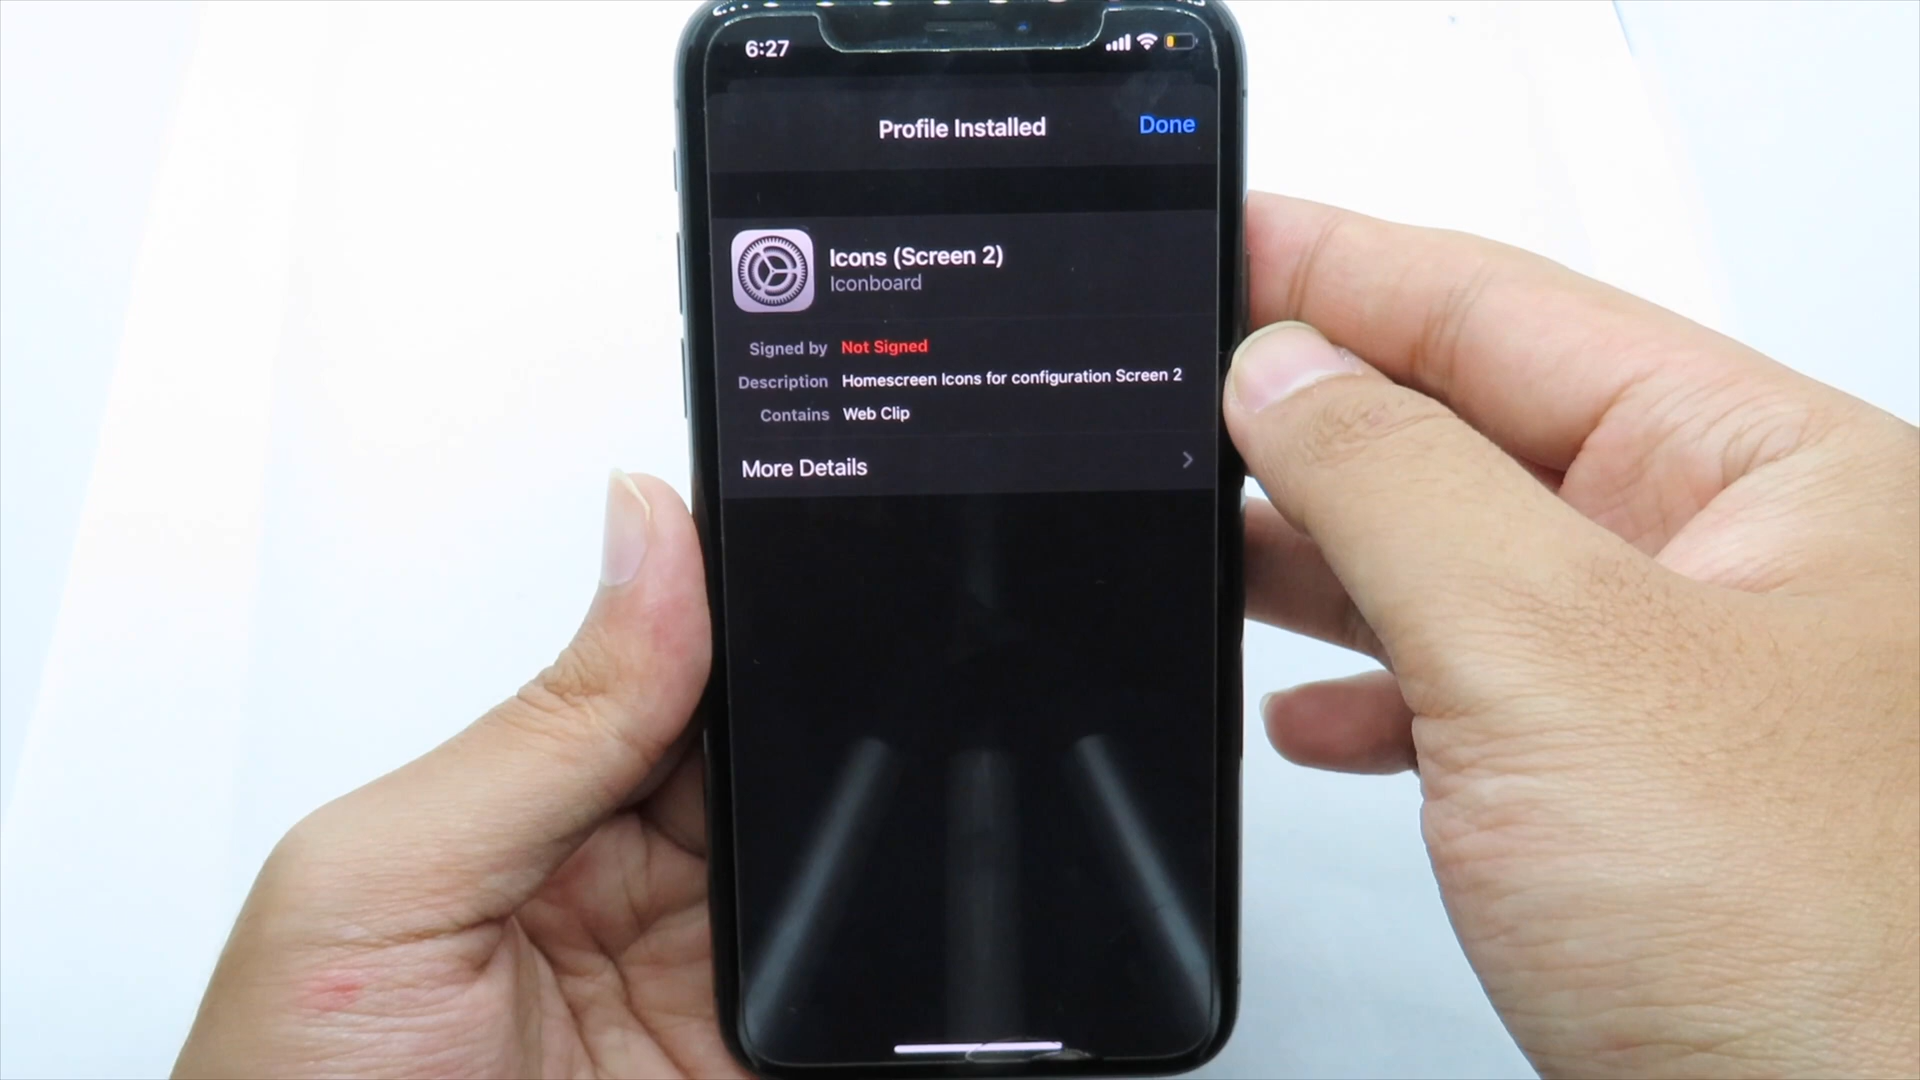 6:27
Profile Installed
Done
Icons (Screen 2)
Iconboard
Signed by Not Signed
Description Homescreen Icons for configuration Screen 2
Contains Web Clip
More Details